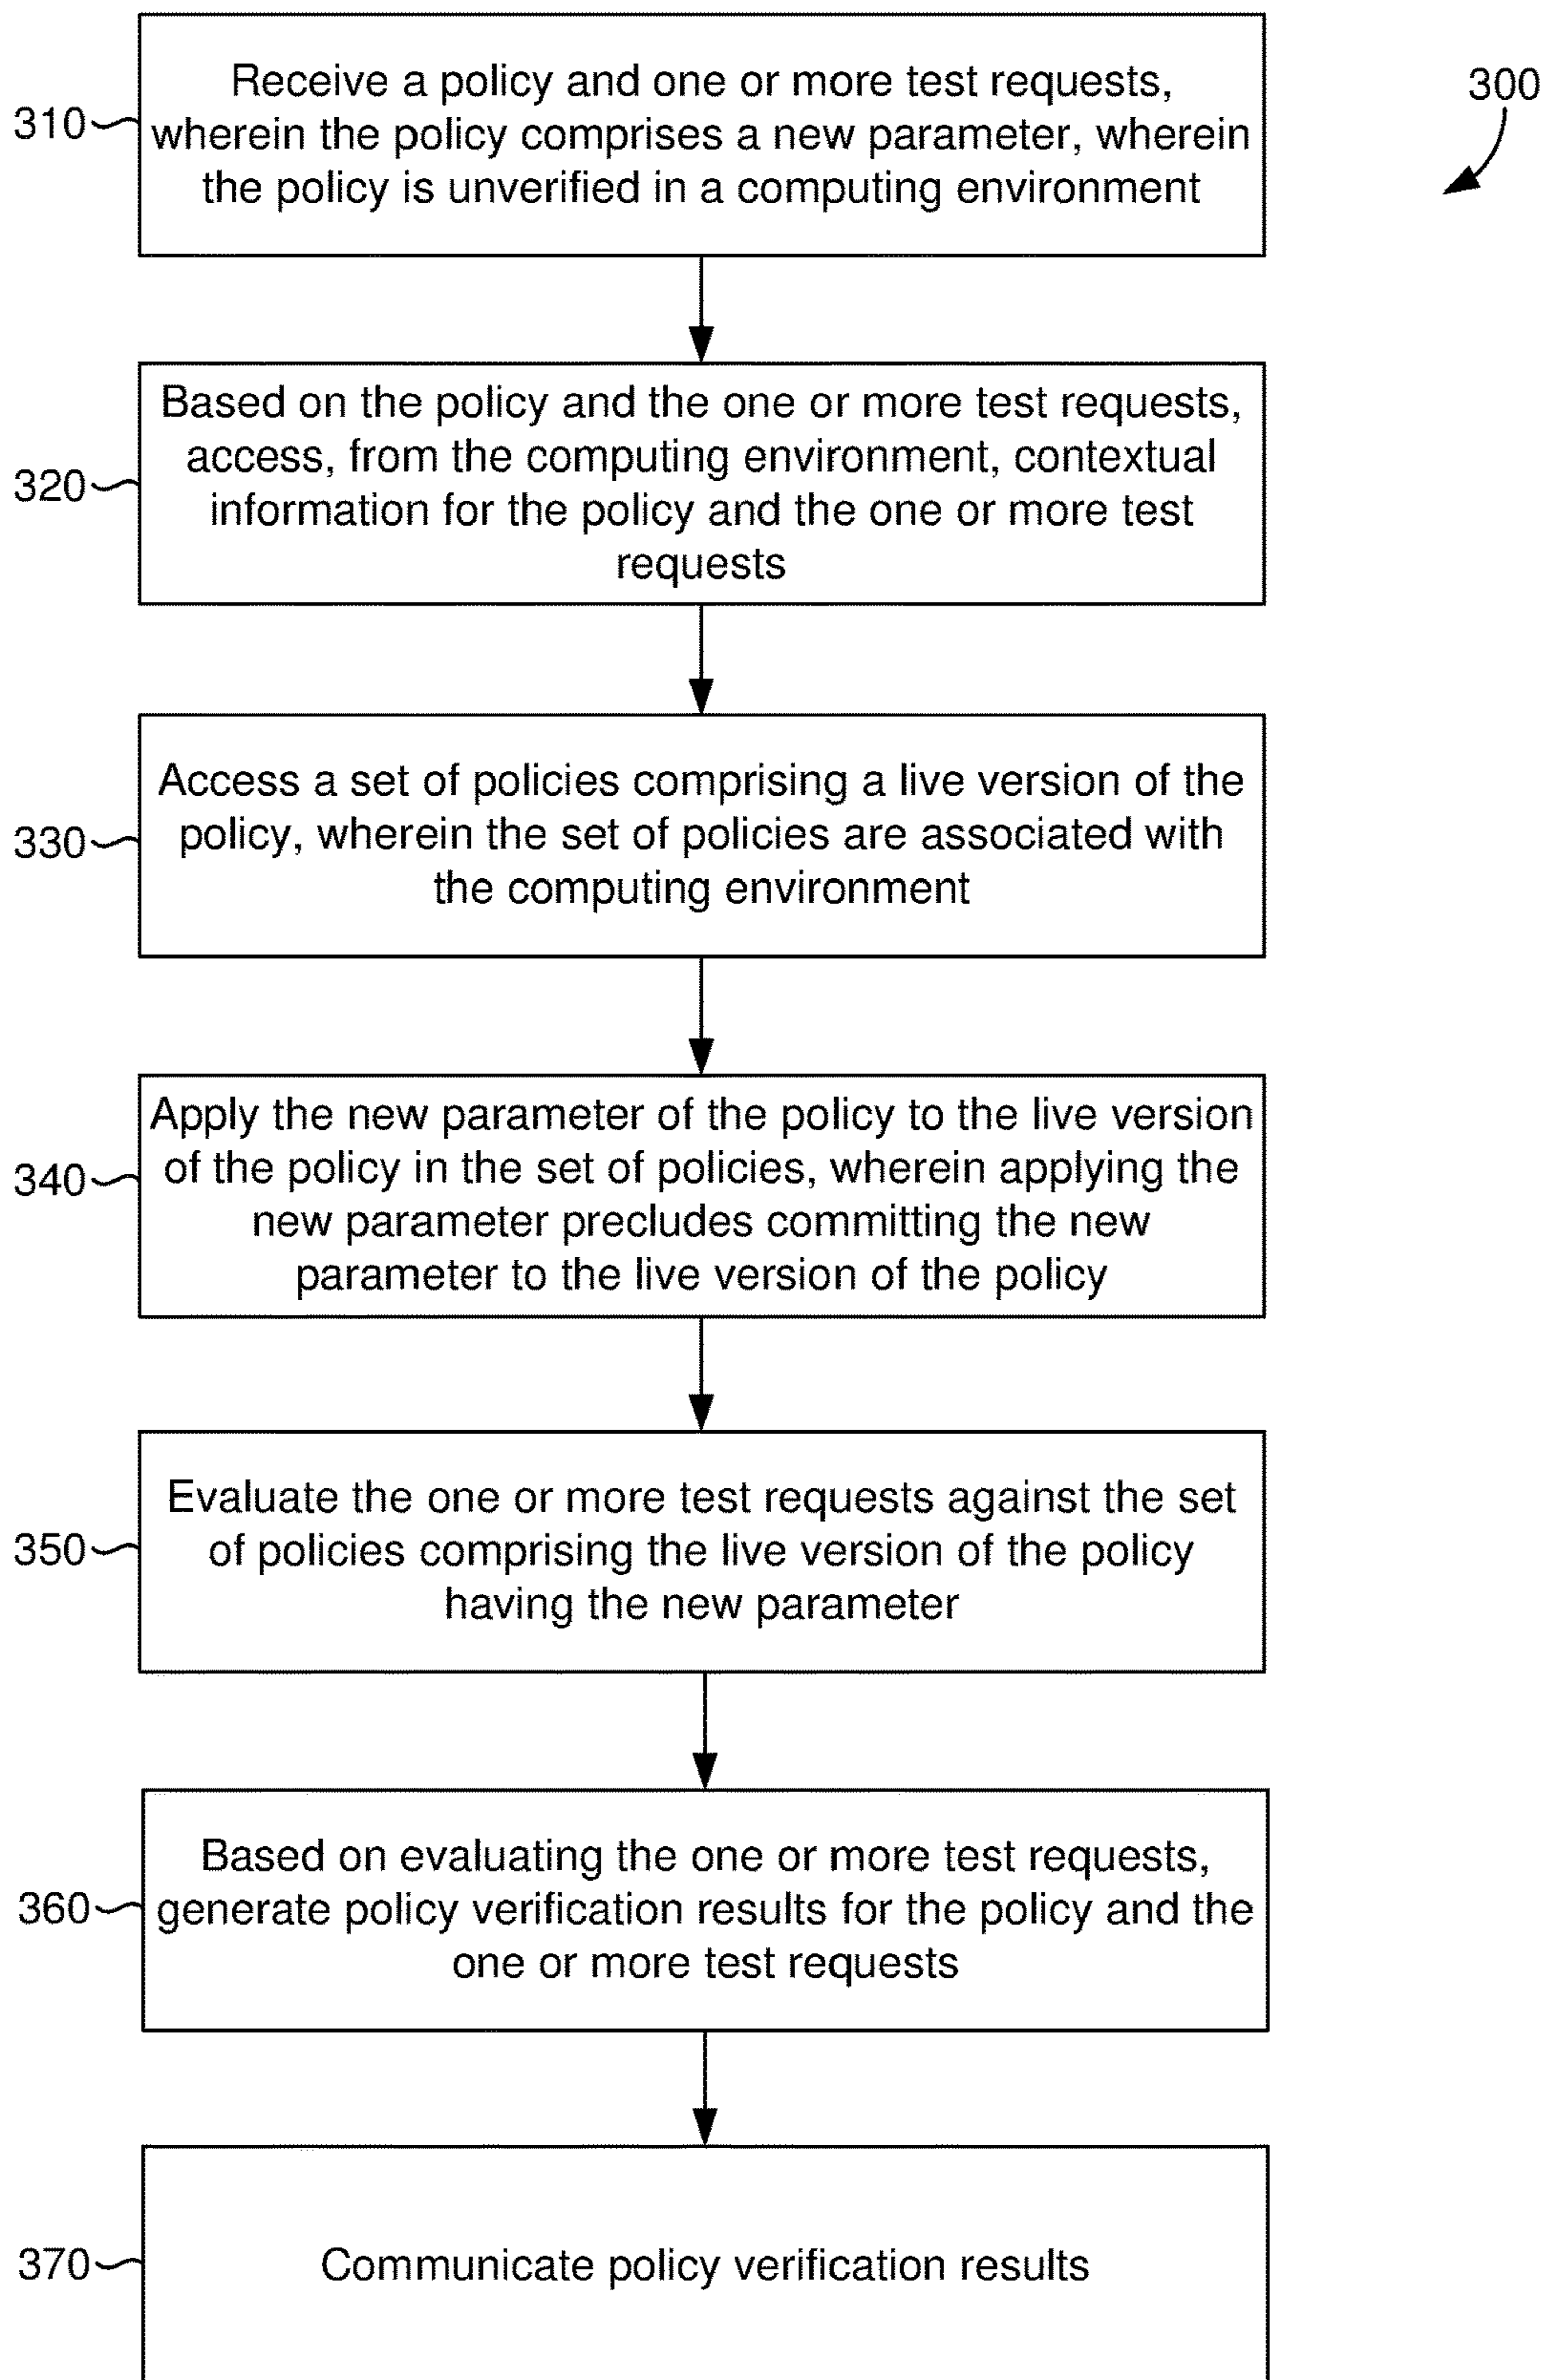 300
310
Receive a policy and one or more test requests,
wherein the policy comprises a new parameter, wherein
the policy is unverified in a computing environment
320
Based on the policy and the one or more test requests,
access, from the computing environment, contextual
information for the policy and the one or more test
requests
330
Access a set of policies comprising a live version of the
policy, wherein the set of policies are associated with
the computing environment
340
Apply the new parameter of the policy to the live version
of the policy in the set of policies, wherein applying the
new parameter precludes committing the new
parameter to the live version of the policy
350
Evaluate the one or more test requests against the set
of policies comprising the live version of the policy
having the new parameter
360
Based on evaluating the one or more test requests,
generate policy verification results for the policy and the
one or more test requests
370
Communicate policy verification results